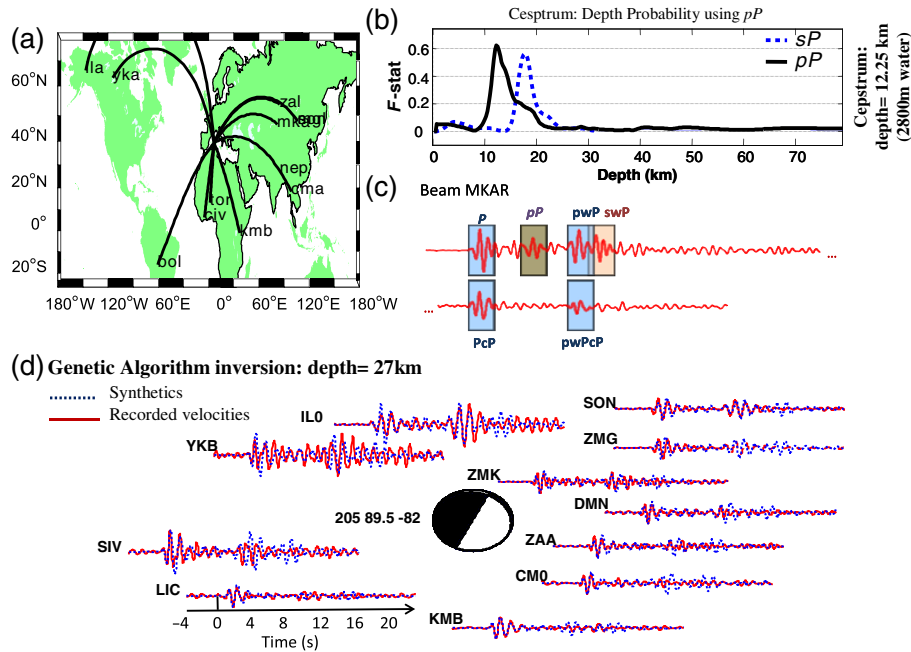 (a)
60°N
40°N
20°N
0°
20°S
180°W
120°W
60°W
0°
60°E
120°E
180°W
ila
yka
zal
mkar
nep
cma
tor
civ
kmb
bol
(b)
Cesptrum: Depth Probability using pP
F-stat
0.6
0.4
0.2
0
0
10
20
30
40
50
60
70
Depth (km)
sP
pP
Cepstrum:
depth= 12.25 km
(2800m water)
(c)
Beam MKAR
P
pP
pwP
swP
...
...
PcP
pwPcP
(d) Genetic Algorithm inversion: depth= 27km
Synthetics
Recorded velocities
IL0
YKB
SIV
LIC
SON
ZMG
ZMK
DMN
ZAA
CM0
KMB
205 89.5 -82
−4
0
4
8
12
16
20
Time (s)